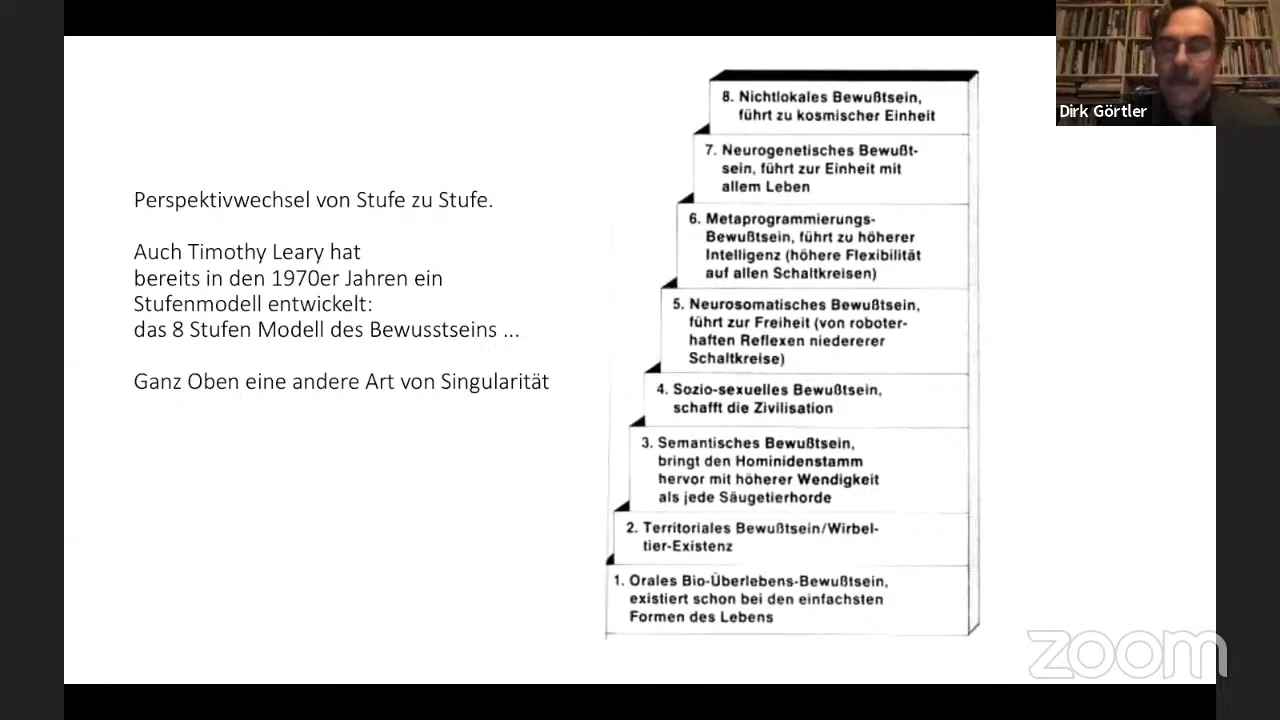 Dirk Görtler
Perspektivwechsel von Stufe zu Stufe.
Auch Timothy Leary hat
bereits in den 1970er Jahren ein
Stufenmodell entwickelt:
das 8 Stufen Modell des Bewusstseins ...
Ganz Oben eine andere Art von Singularität
8. Nichtlokales Bewußtsein,
führt zu kosmischer Einheit
7. Neurogenetisches Bewußt-
sein, führt zur Einheit mit
allem Leben
6. Metaprogrammierungs-
Bewußtsein, führt zu höherer
Intelligenz (höhere Flexibilität
auf allen Schaltkreisen)
5. Neurosomatisches Bewußtsein,
führt zur Freiheit (von roboter-
haften Reflexen niedererer
Schaltkreise)
4. Sozio-sexuelles Bewußtsein,
schafft die Zivilisation
3. Semantisches Bewußtsein,
bringt den Hominidenstamm
hervor mit höherer Wendigkeit
als jede Säugetierhorde
2. Territoriales Bewußtsein/Wirbel-
tier-Existenz
1. Orales Bio-Überlebens-Bewußtsein,
existiert schon bei den einfachsten
Formen des Lebens
zoom